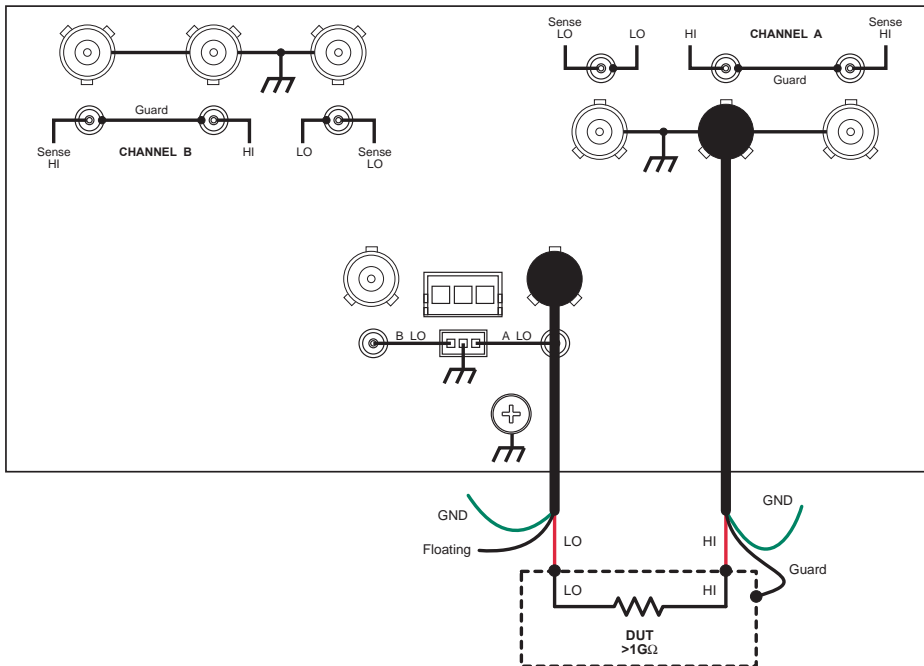 Sense
LO
LO
HI
CHANNEL A
Sense
HI
Guard
Guard
Sense
HI
CHANNEL B
HI
LO
Sense
LO
B LO
A LO
GND
Floating
LO
HI
GND
Guard
LO
HI
DUT
>1GΩ